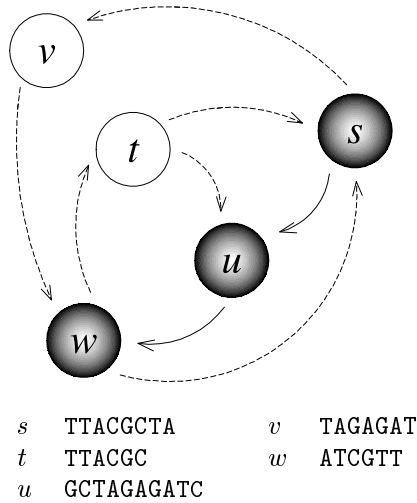 v
t
s
u
w
s TTACGCTA v TAGAGAT
t TTACGC w ATCGTT
u GCTAGAGATC